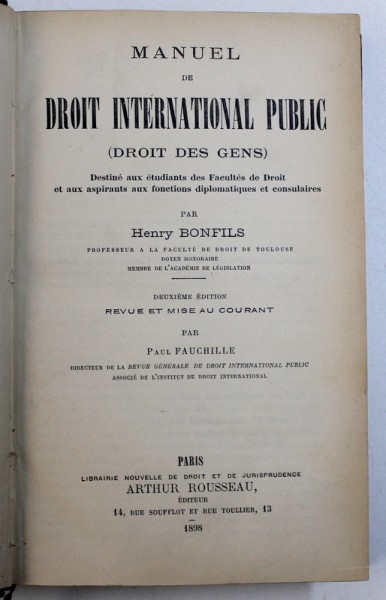 MANUEL
DE
DROIT INTERNATIONAL PUBLIC
(DROIT DES GENS)
Destiné aux étudiants des Facultés de Droit
et aux aspirants aux fonctions diplomatiques et consulaires
PAR
Henry BONFILS
PROFESSEUR A LA FACULTÉ DE DROIT DE TOULOUSE
DOYEN HONORAIRE
MEMBRE DE L'ACADÉMIE DE LÉGISLATION
DEUXIÈME ÉDITION
REVUE ET MISE AU COURANT
PAR
PAUL FAUCHILLE
DIRECTEUR DE LA REVUE GÉNÉRALE DE DROIT INTERNATIONAL PUBLIC
ASSOCIÉ DE L'INSTITUT DE DROIT INTERNATIONAL
PARIS
LIBRAIRIE NOUVELLE DE DROIT ET DE JURISPRUDENCE
ARTHUR ROUSSEAU,
ÉDITEUR
14, RUE SOUFFLOT ET RUE TOULLIER, 13
1898